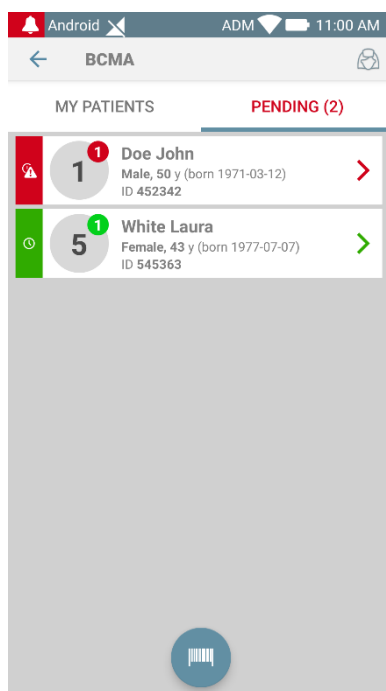 Android ADM 11:00 AM
BCMA
MY PATIENTS PENDING (2)
1 1 Doe John
Male, 50 y (born 1971-03-12)
ID 452342
5 1 White Laura
Female, 43 y (born 1977-07-07)
ID 545363